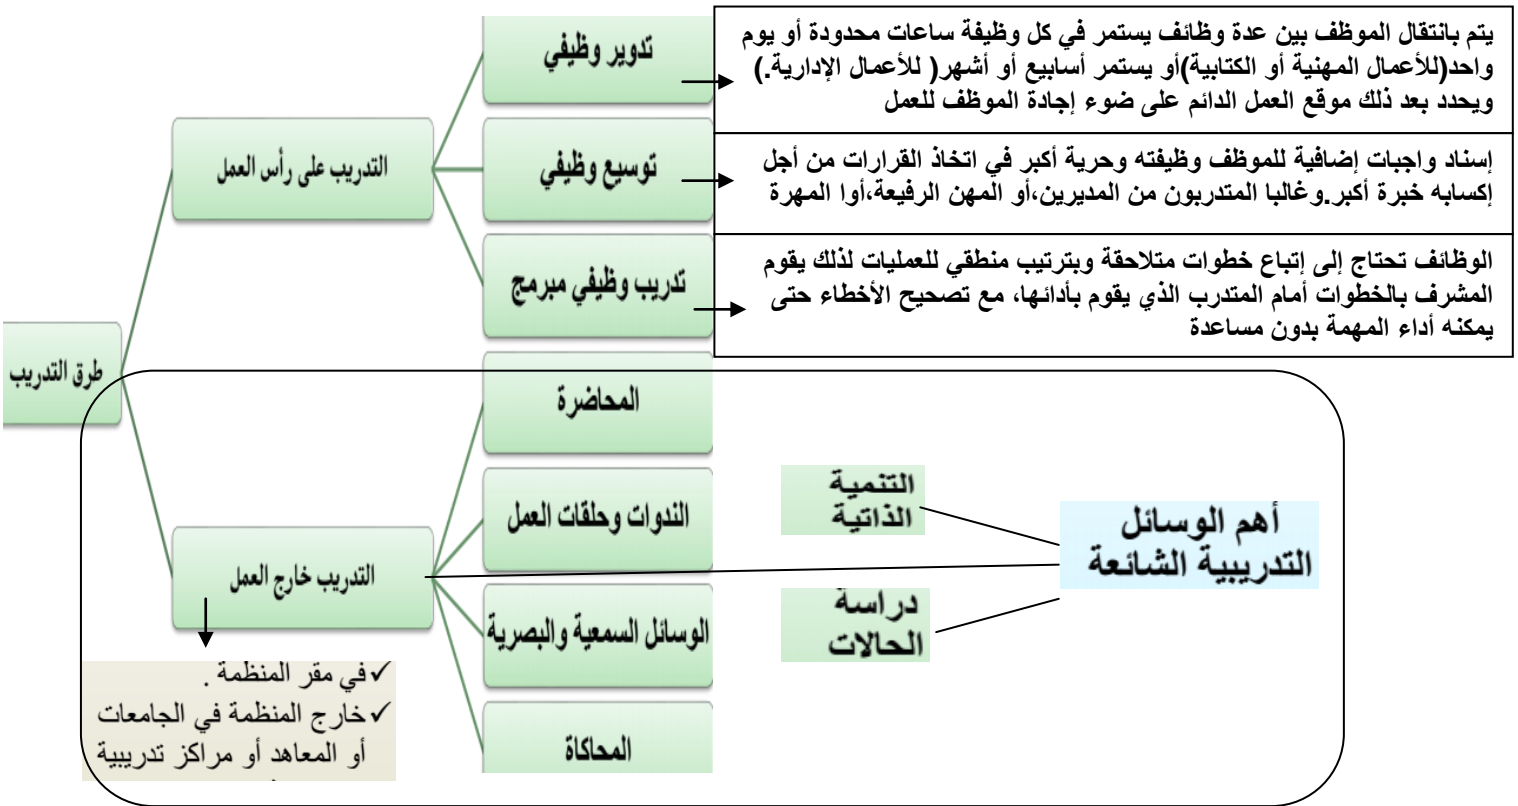 طرق التدريب
التدريب على رأس العمل
تدوير وظيفي
يتم بانتقال الموظف بين عدة وظائف يستمر في كل وظيفة ساعات محدودة أو يوم
واحد(للأعمال المهنية أو الكتابية)أو يستمر أسابيع أو أشهر( للأعمال الإدارية.)
ويحدد بعد ذلك موقع العمل الدائم على ضوء إجادة الموظف للعمل
توسيع وظيفي
إسناد واجبات إضافية للموظف وظيفته وحرية أكبر في اتخاذ القرارات من أجل
إكسابه خبرة أكبر.وغالبا المتدربون من المديرين،أو المهن الرفيعة،أوا المهرة
تدريب وظيفي مبرمج
الوظائف تحتاج إلى إتباع خطوات متلاحقة وبترتيب منطقي للعمليات لذلك يقوم
المشرف بالخطوات أمام المتدرب الذي يقوم بأدائها، مع تصحيح الأخطاء حتى
يمكنه أداء المهمة بدون مساعدة
التدريب خارج العمل
المحاضرة
الندوات وحلقات العمل
الوسائل السمعية والبصرية
المحاكاة
✓ في مقر المنظمة .
✓ خارج المنظمة في الجامعات
أو المعاهد أو مراكز تدريبية
أهم الوسائل
التدريبية الشائعة
التنمية
الذاتية
دراسة
الحالات